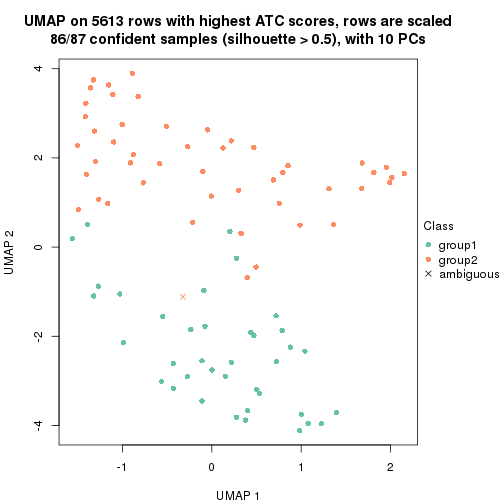 UMAP on 5613 rows with highest ATC scores, rows are scaled
86/87 confident samples (silhouette > 0.5), with 10 PCs
4
2
0
-2
-4
UMAP 2
-1
0
1
2
UMAP 1
Class
group1
group2
ambiguous